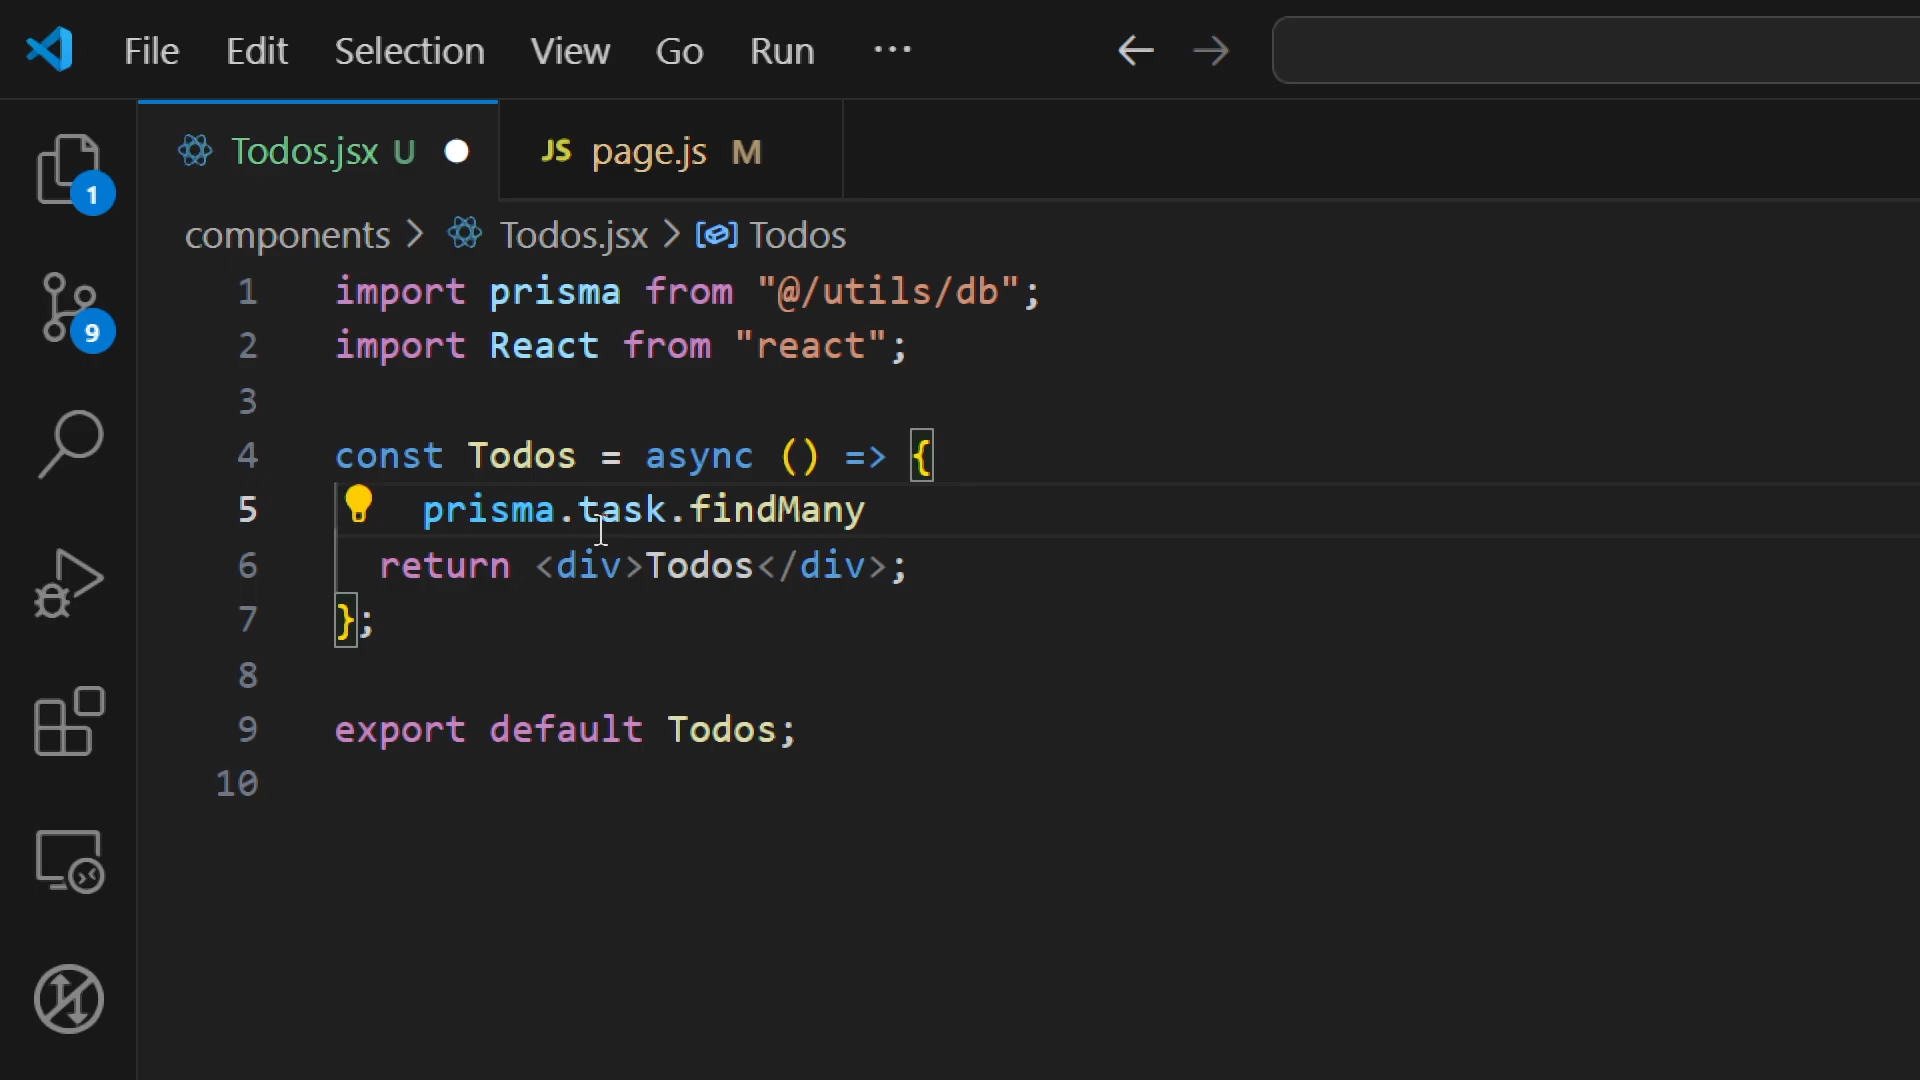 File Edit Selection View Go Run ...
Todos.jsx U JS page.js M
1
components > Todos.jsx > Todos
1 import prisma from "@/utils/db";
2 import React from "react";
9
3
4 const Todos = async () => {
5 prisma.task.findMany
6 return <div>Todos</div>;
7 };
8
9 export default Todos;
10